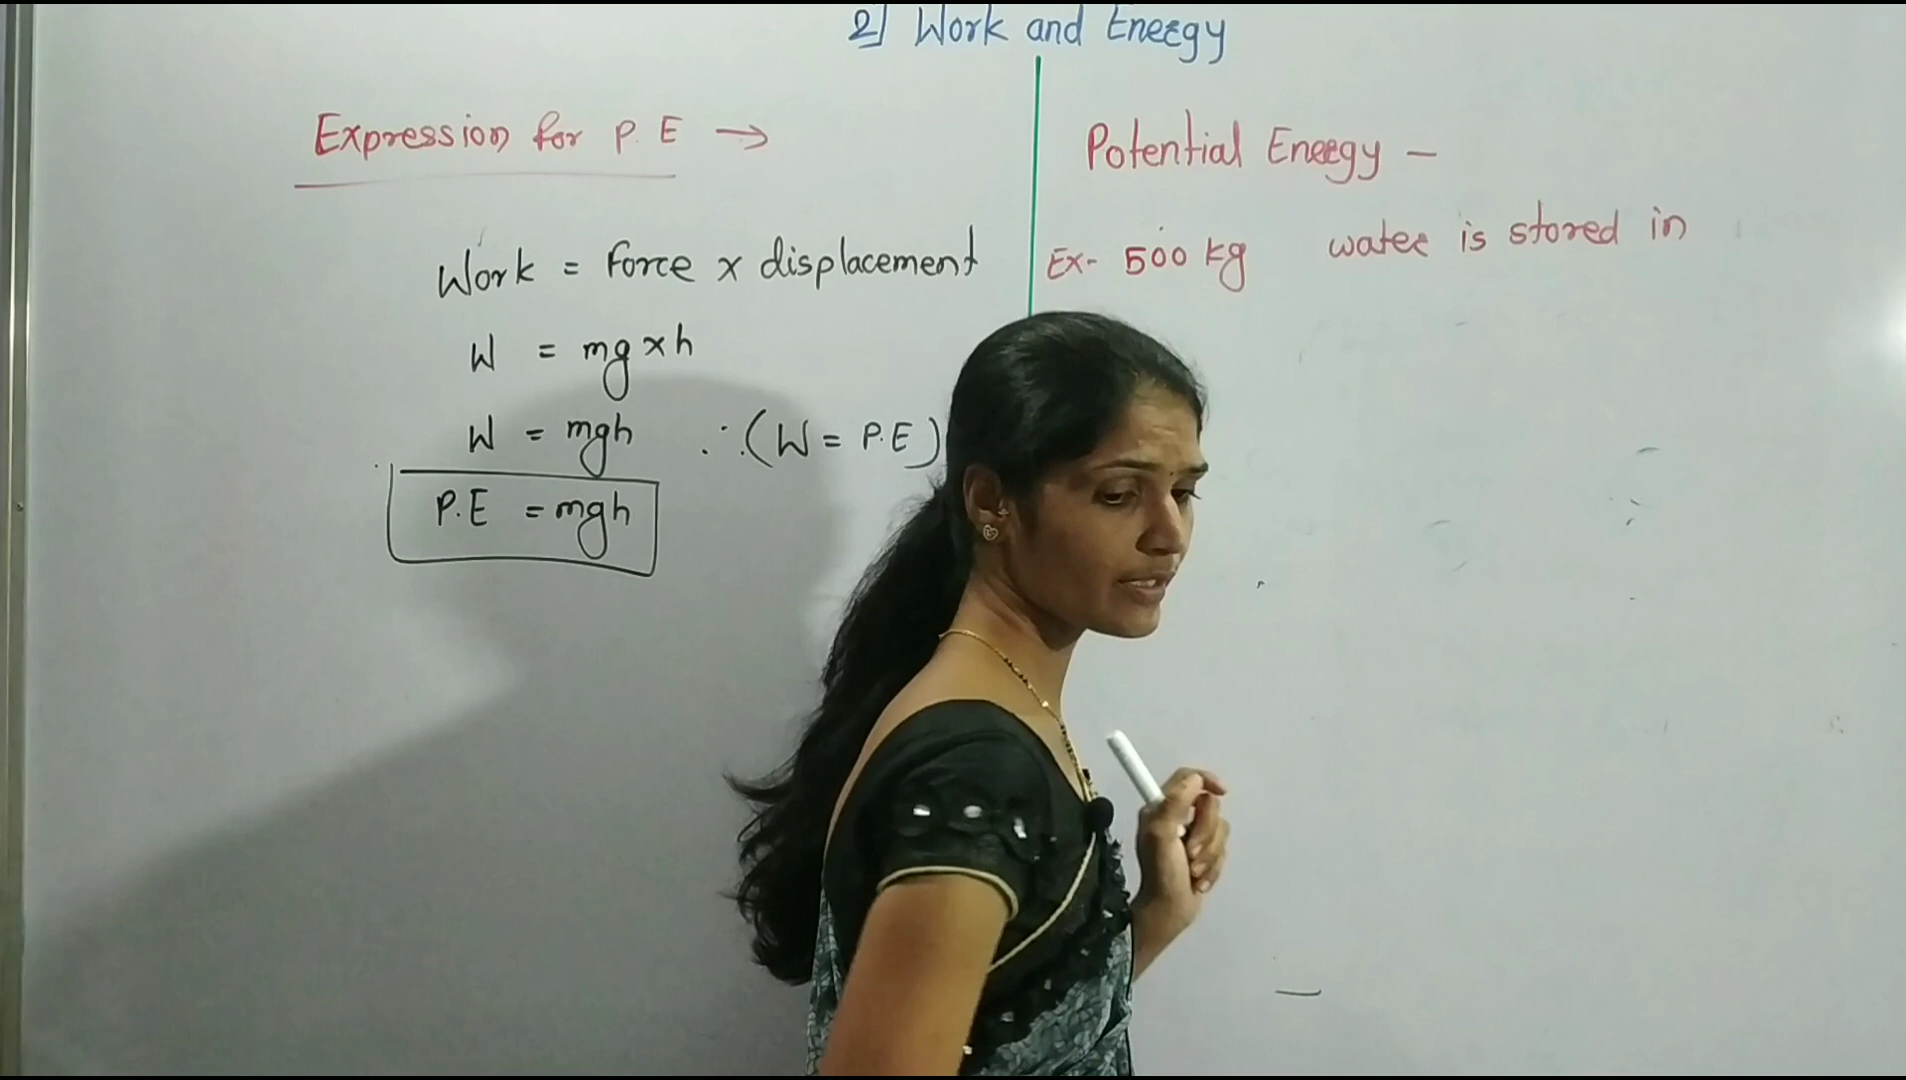 2] Work and Energy
Expression for P.E →
Work = Force x displacement
W = mg x h
W = mgh ∴ (W = P.E)
P.E = mgh
Potential Energy –
Ex- 500 kg water is stored in